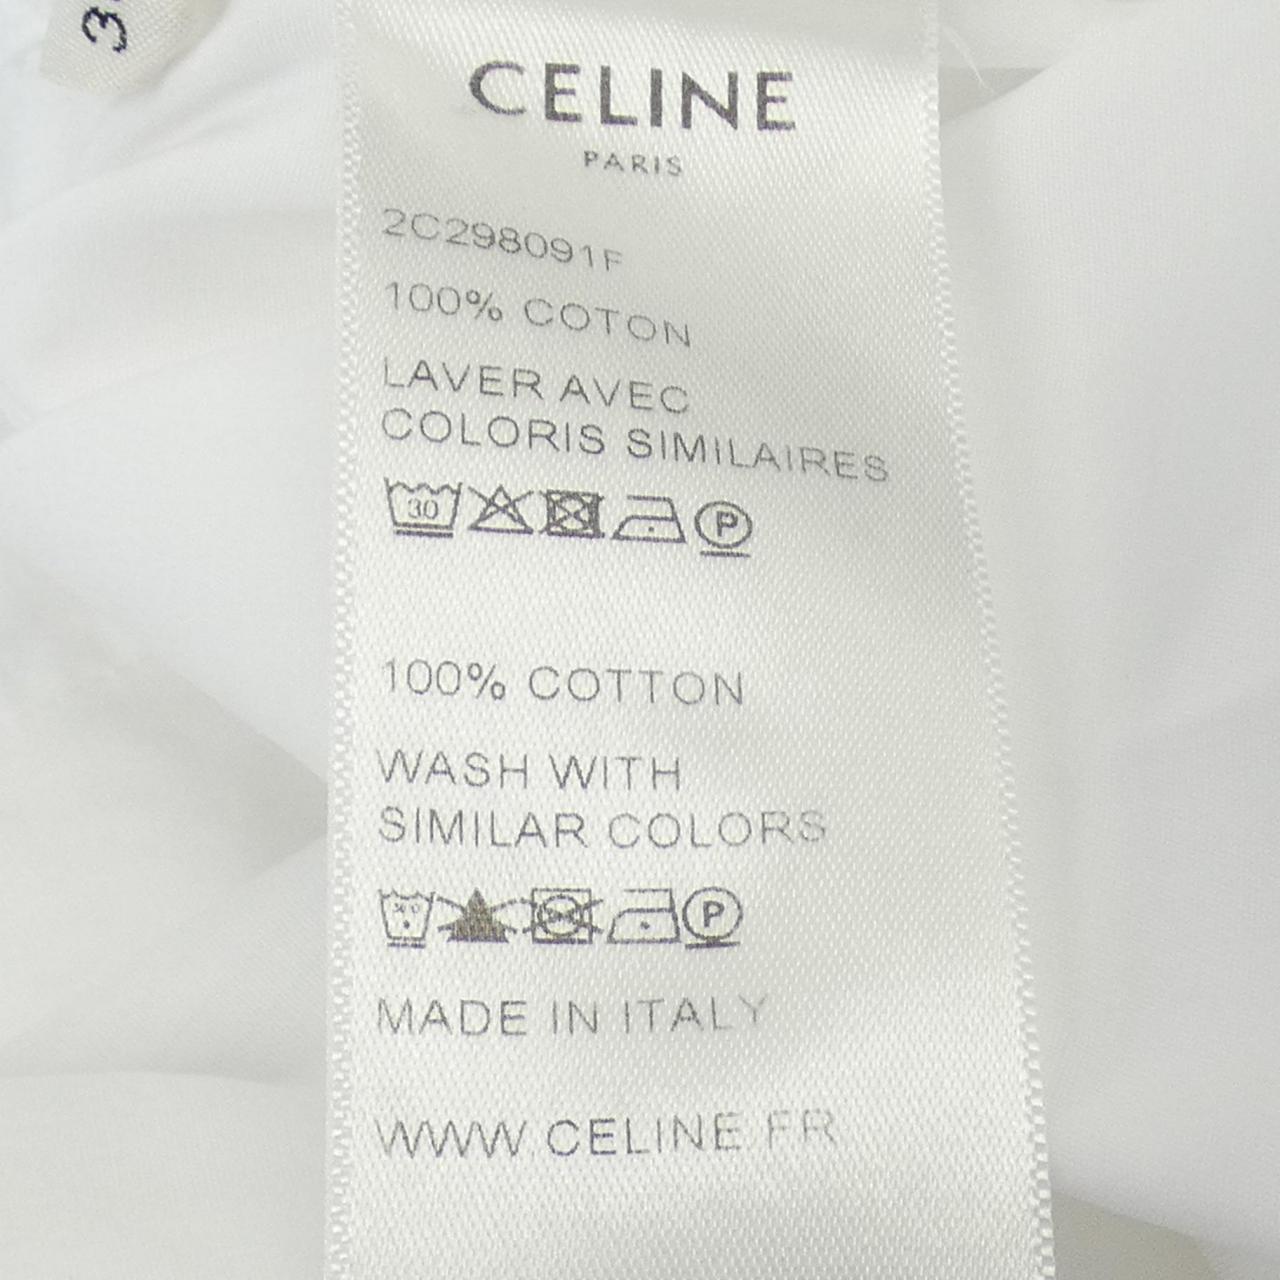 CELINE
PARIS
2C298091F
100% COTON
LAVER AVEC
COLORIS SIMILAIRES
30
P
100% COTTON
WASH WITH
SIMILAR COLORS
P
MADE IN ITALY
WWW.CELINE.FR